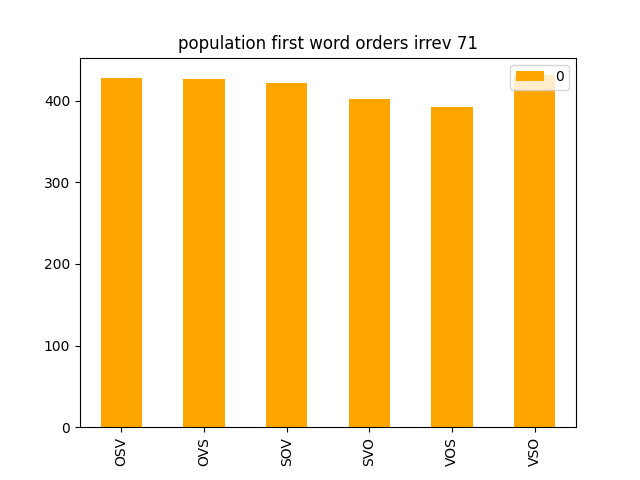 population first word orders irrev 71
0
400
300
200
100
0
OSV
OVS
SOV
SVO
VOS
VSO